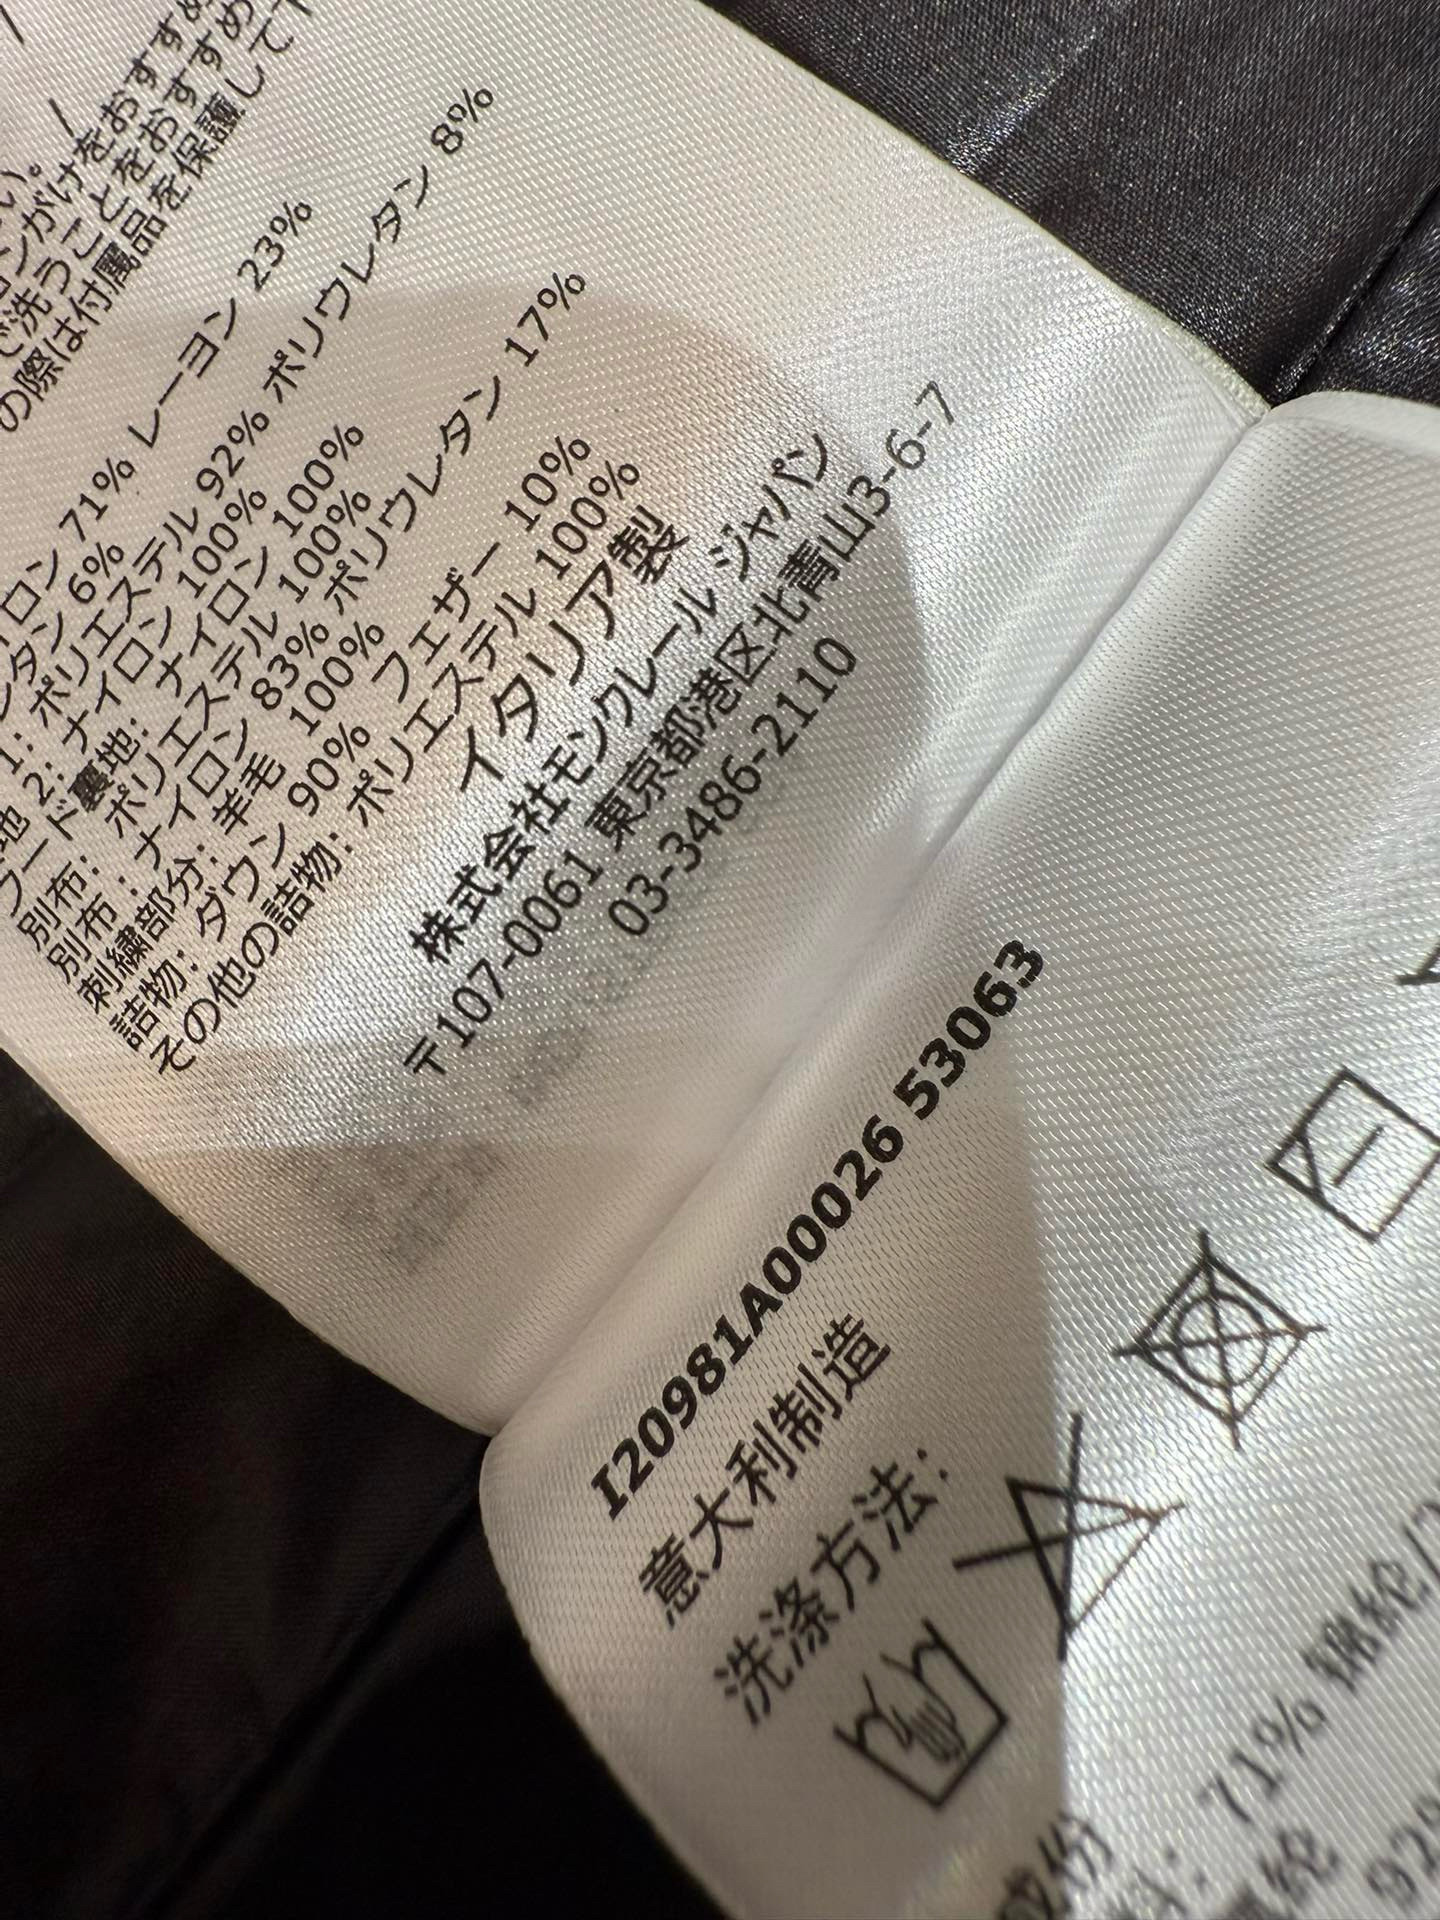 ンがけをおすすめ
で洗うことをおすすめ
の際は付属品を保護して
ロン 71% レーヨン 23%
タン 6%
1: ポリエステル 92% ポリウレタン 8%
地 2: ナイロン 100%
フード裏地: ナイロン 100%
別布: ポリエステル 100%
別布: ナイロン 83% ポリウレタン 17%
刺繍部分: 羊毛 100%
詰物: ダウン 90% フェザー 10%
その他の詰物: ポリエステル 100%
イタリア製
株式会社モンクレール ジャパン
〒107-0061 東京都港区北青山3-6-7
03-3486-2110
I20981A00026 53063
意大利制造
洗涤方法:
成份
71% 锦纶/
92%